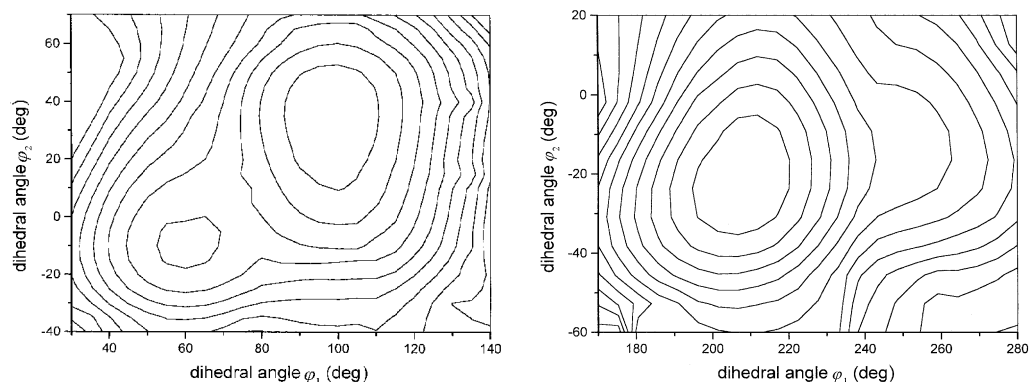 60
40
20
0
-20
-40
dihedral angle φ₂ (deg)
40 60 80 100 120 140
dihedral angle φ₁ (deg)
20
0
-20
-40
-60
dihedral angle φ₂ (deg)
180 200 220 240 260 280
dihedral angle φ₁ (deg)